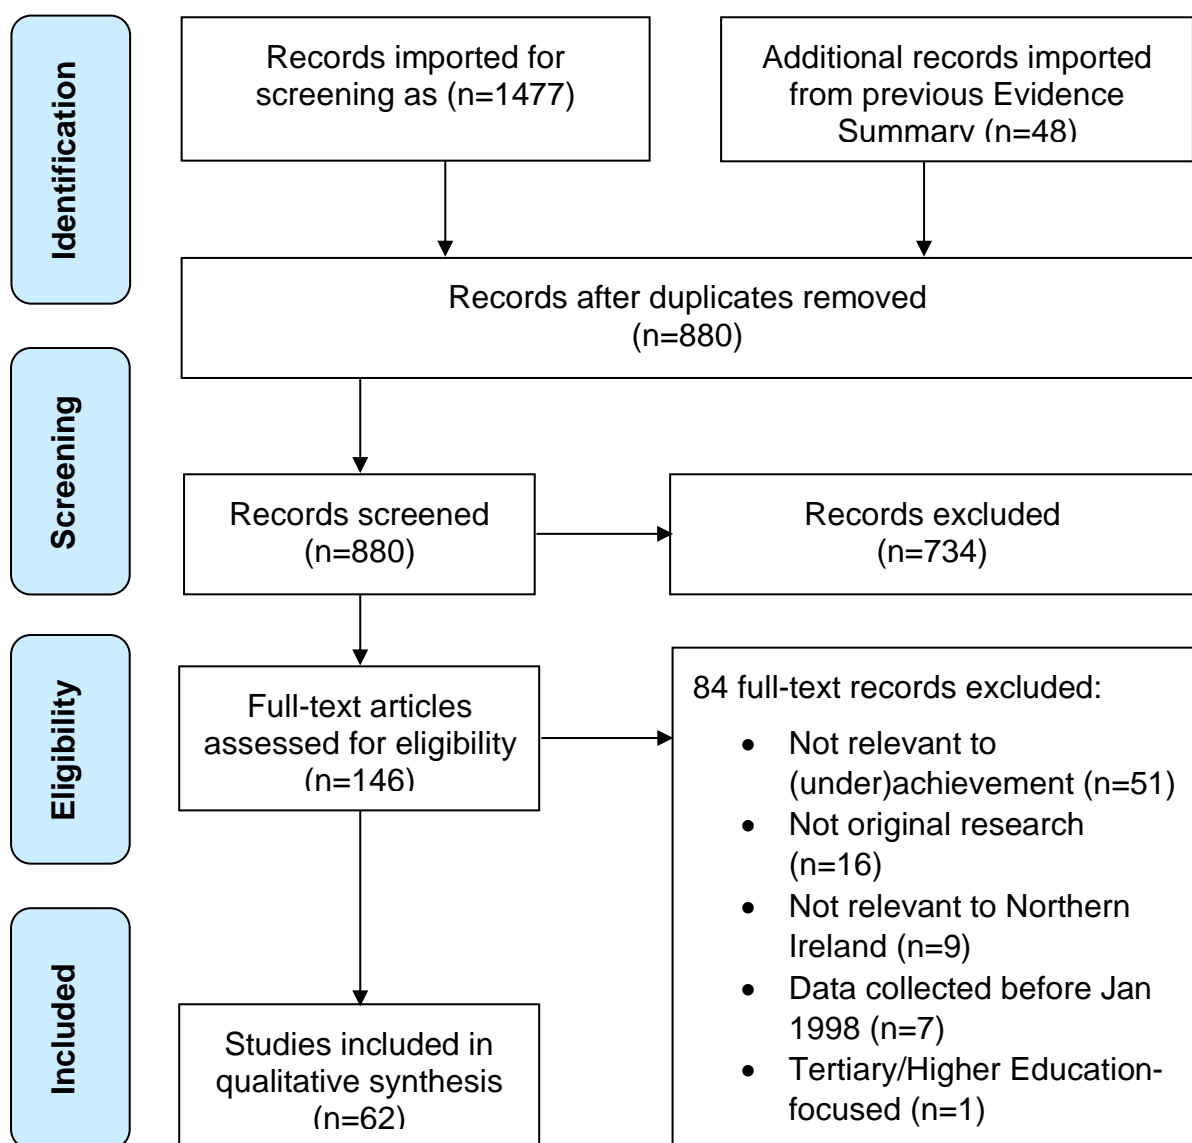 Identification
Records imported for
screening as (n=1477)
Additional records imported
from previous Evidence
Summary (n=48)
Records after duplicates removed
(n=880)
Screening
Records screened
(n=880)
Records excluded
(n=734)
Eligibility
Full-text articles
assessed for eligibility
(n=146)
84 full-text records excluded:
• Not relevant to
(under)achievement (n=51)
• Not original research
(n=16)
• Not relevant to Northern
Ireland (n=9)
• Data collected before Jan
1998 (n=7)
• Tertiary/Higher Education-
focused (n=1)
Included
Studies included in
qualitative synthesis
(n=62)